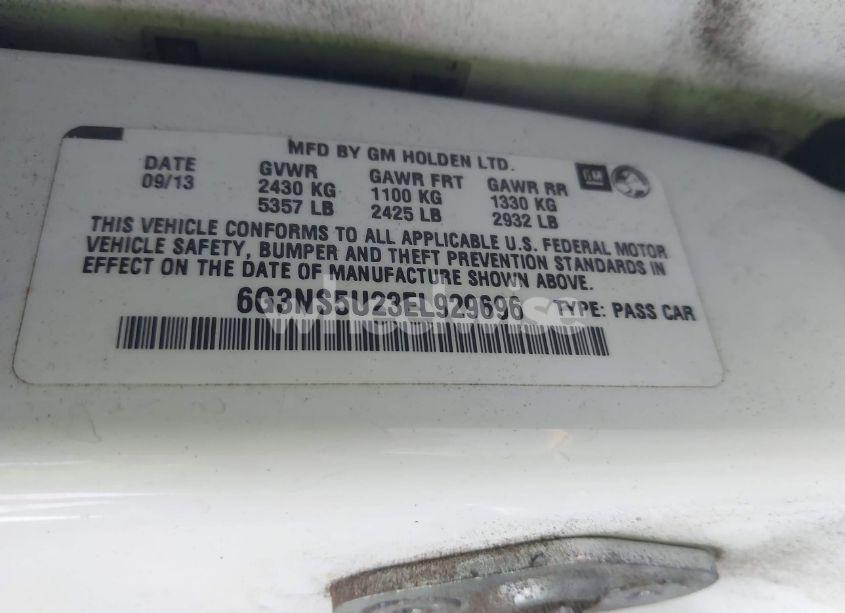 MFD BY GM HOLDEN LTD.
DATE GVWR GAWR FRT GAWR RR GM
09/13 2430 KG 1100 KG 1330 KG
5357 LB 2425 LB 2932 LB
THIS VEHICLE CONFORMS TO ALL APPLICABLE U.S. FEDERAL MOTOR
VEHICLE SAFETY, BUMPER AND THEFT PREVENTION STANDARDS IN
EFFECT ON THE DATE OF MANUFACTURE SHOWN ABOVE.
6G3NS5U23EL929696 TYPE: PASS CAR
wheelwise